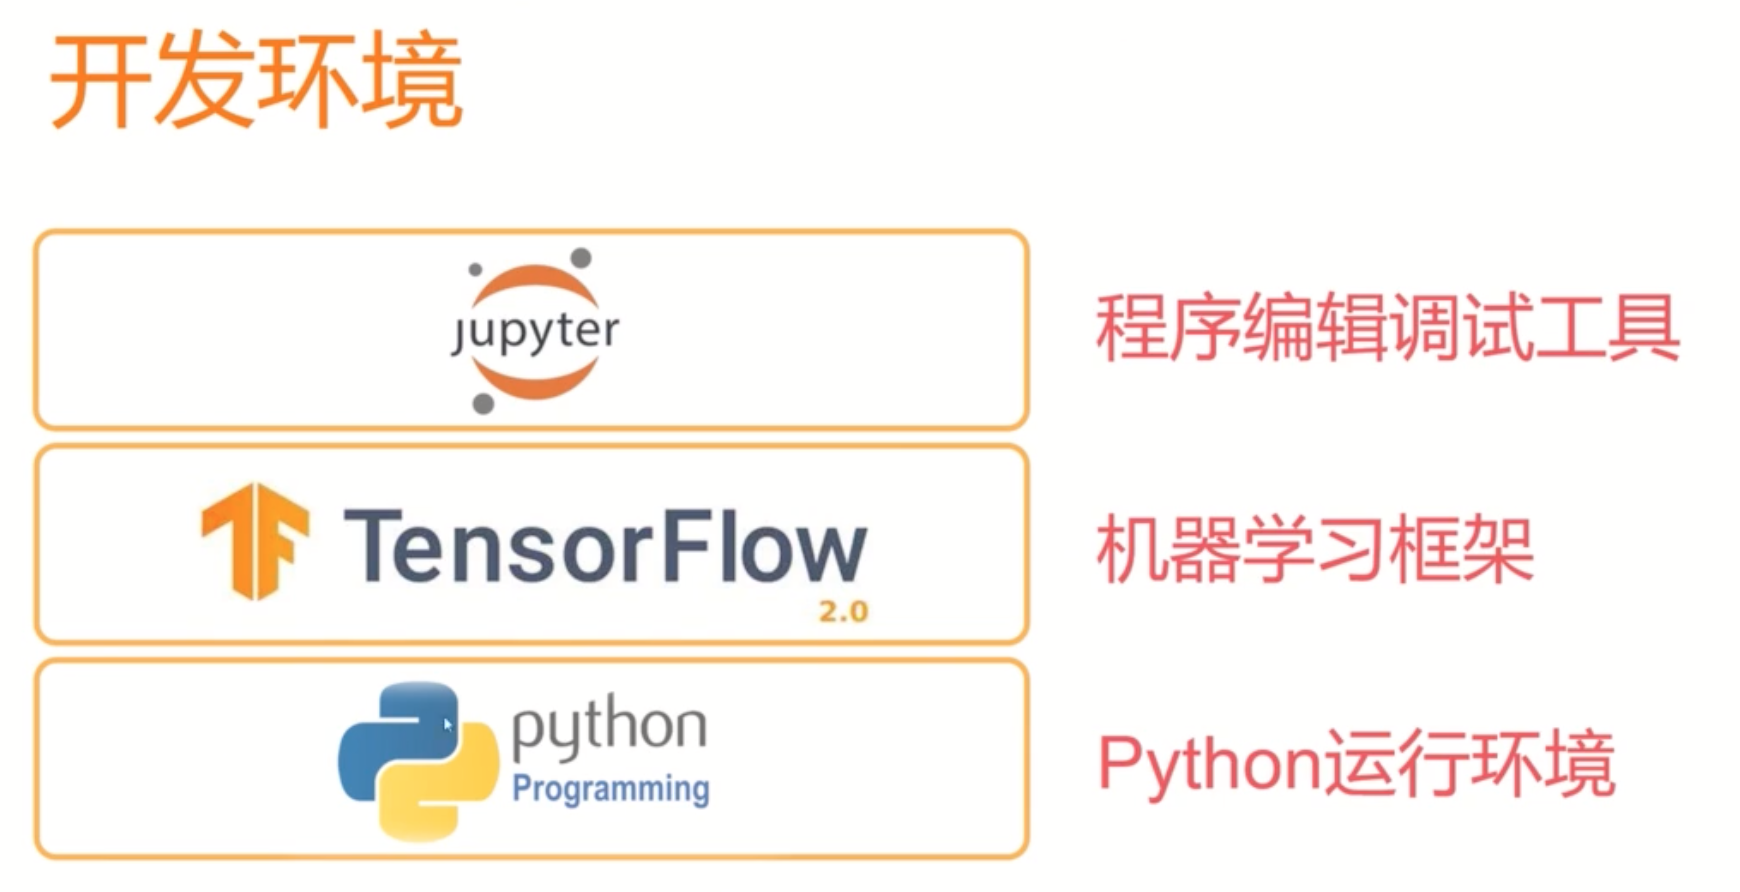 开发环境
jupyter
程序编辑调试工具
TensorFlow
2.0
机器学习框架
python
Programming
Python运行环境